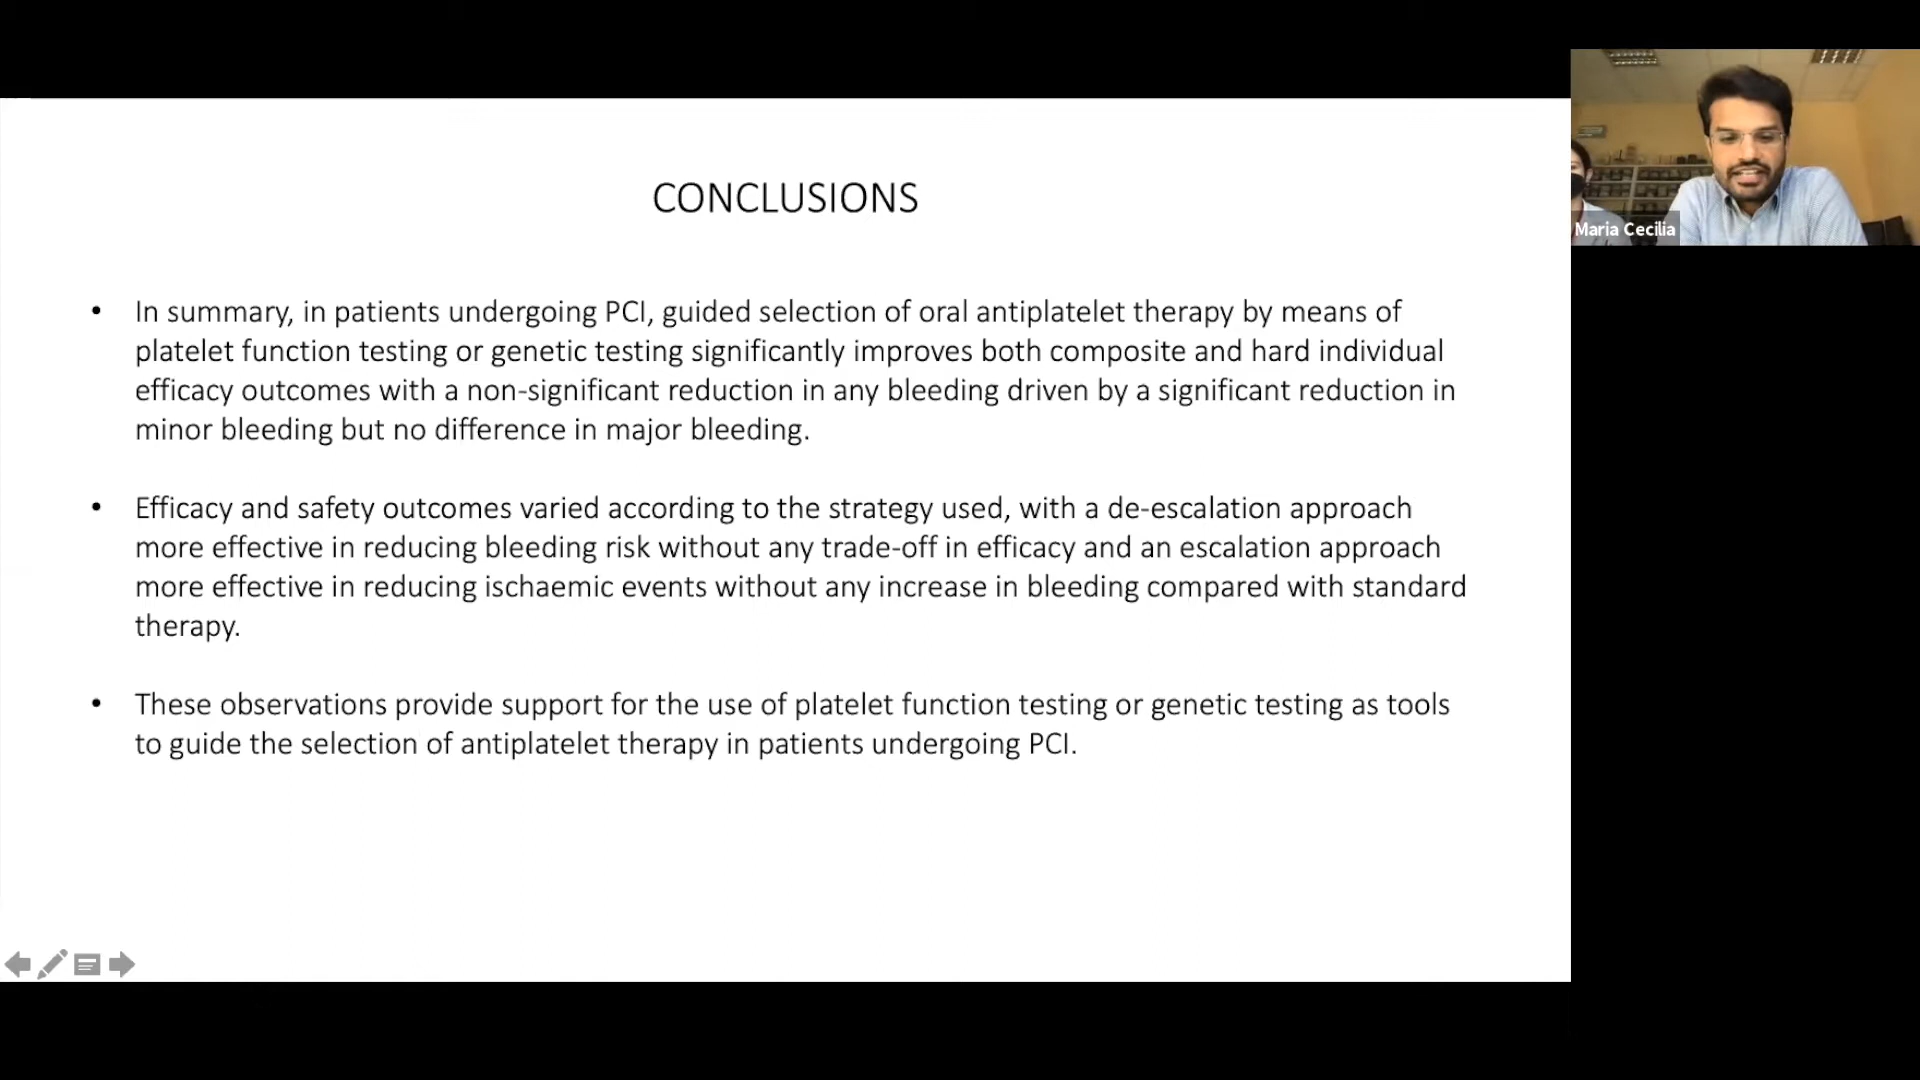 CONCLUSIONS
• In summary, in patients undergoing PCI, guided selection of oral antiplatelet therapy by means of
platelet function testing or genetic testing significantly improves both composite and hard individual
efficacy outcomes with a non-significant reduction in any bleeding driven by a significant reduction in
minor bleeding but no difference in major bleeding.
• Efficacy and safety outcomes varied according to the strategy used, with a de-escalation approach
more effective in reducing bleeding risk without any trade-off in efficacy and an escalation approach
more effective in reducing ischaemic events without any increase in bleeding compared with standard
therapy.
• These observations provide support for the use of platelet function testing or genetic testing as tools
to guide the selection of antiplatelet therapy in patients undergoing PCI.
Maria Cecilia